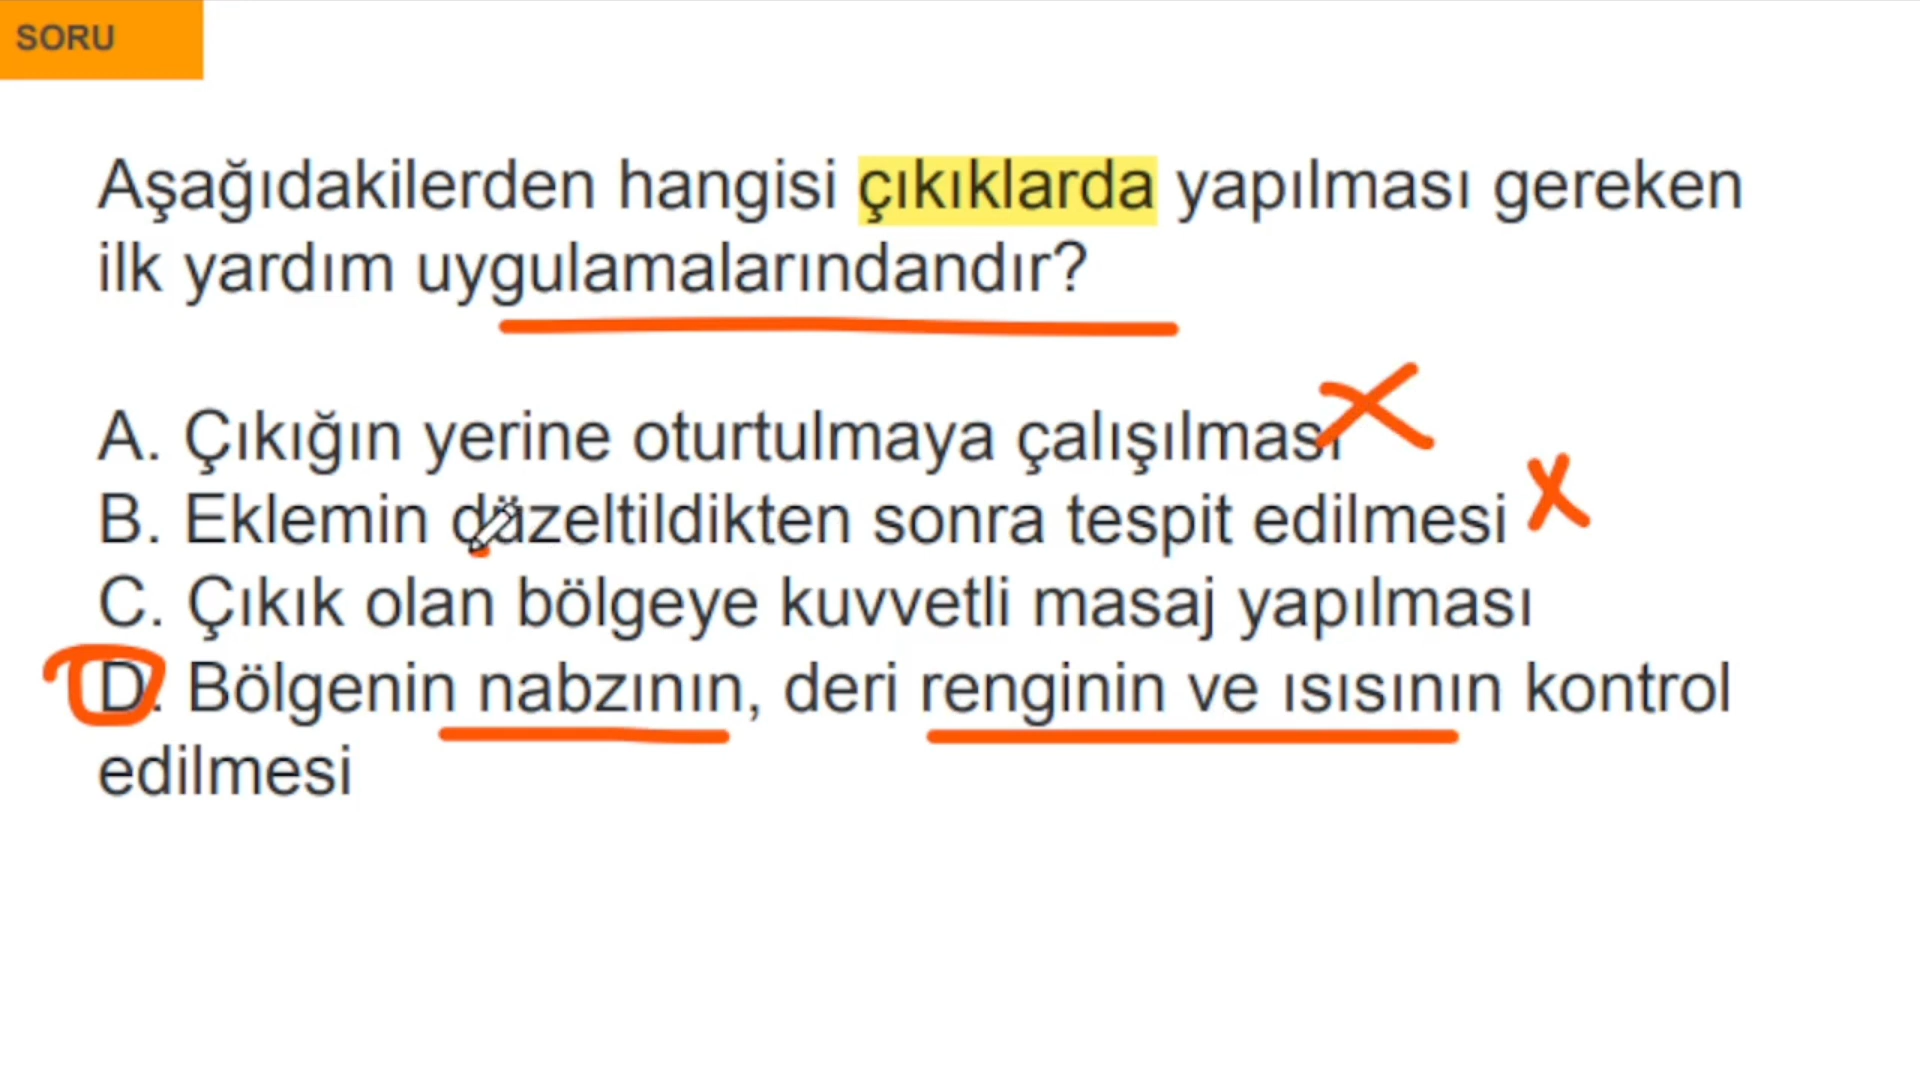 SORU
Aşağıdakilerden hangisi çıkıklarda yapılması gereken
ilk yardım uygulamalarındandır?
A. Çıkığın yerine oturtulmaya çalışılması
B. Eklemin düzeltildikten sonra tespit edilmesi
C. Çıkık olan bölgeye kuvvetli masaj yapılması
D. Bölgenin nabzının, deri renginin ve ısısının kontrol
edilmesi